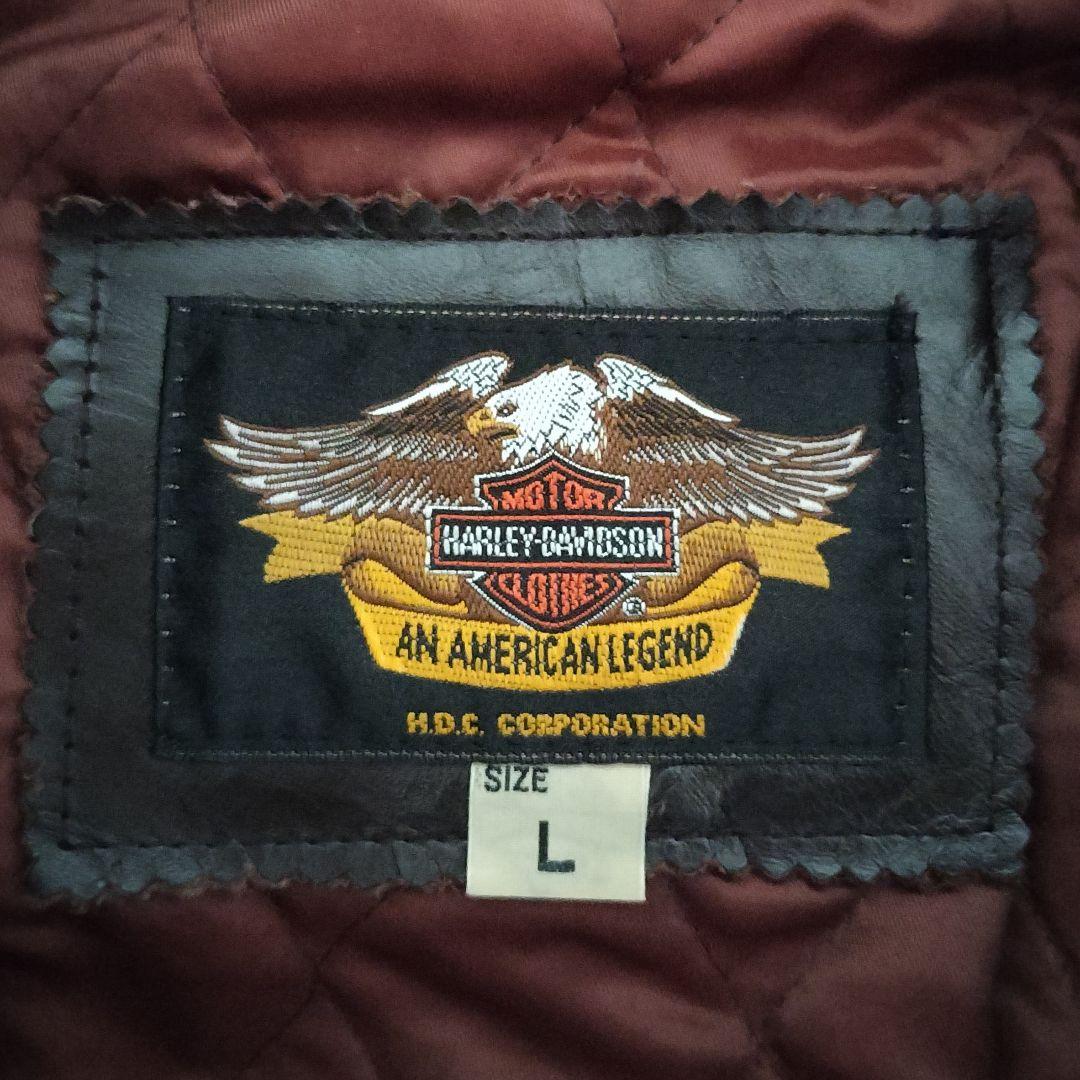 MOTOR
HARLEY-DAVIDSON
CLOTHES
®
AN AMERICAN LEGEND
H.D.C. CORPORATION
SIZE
L